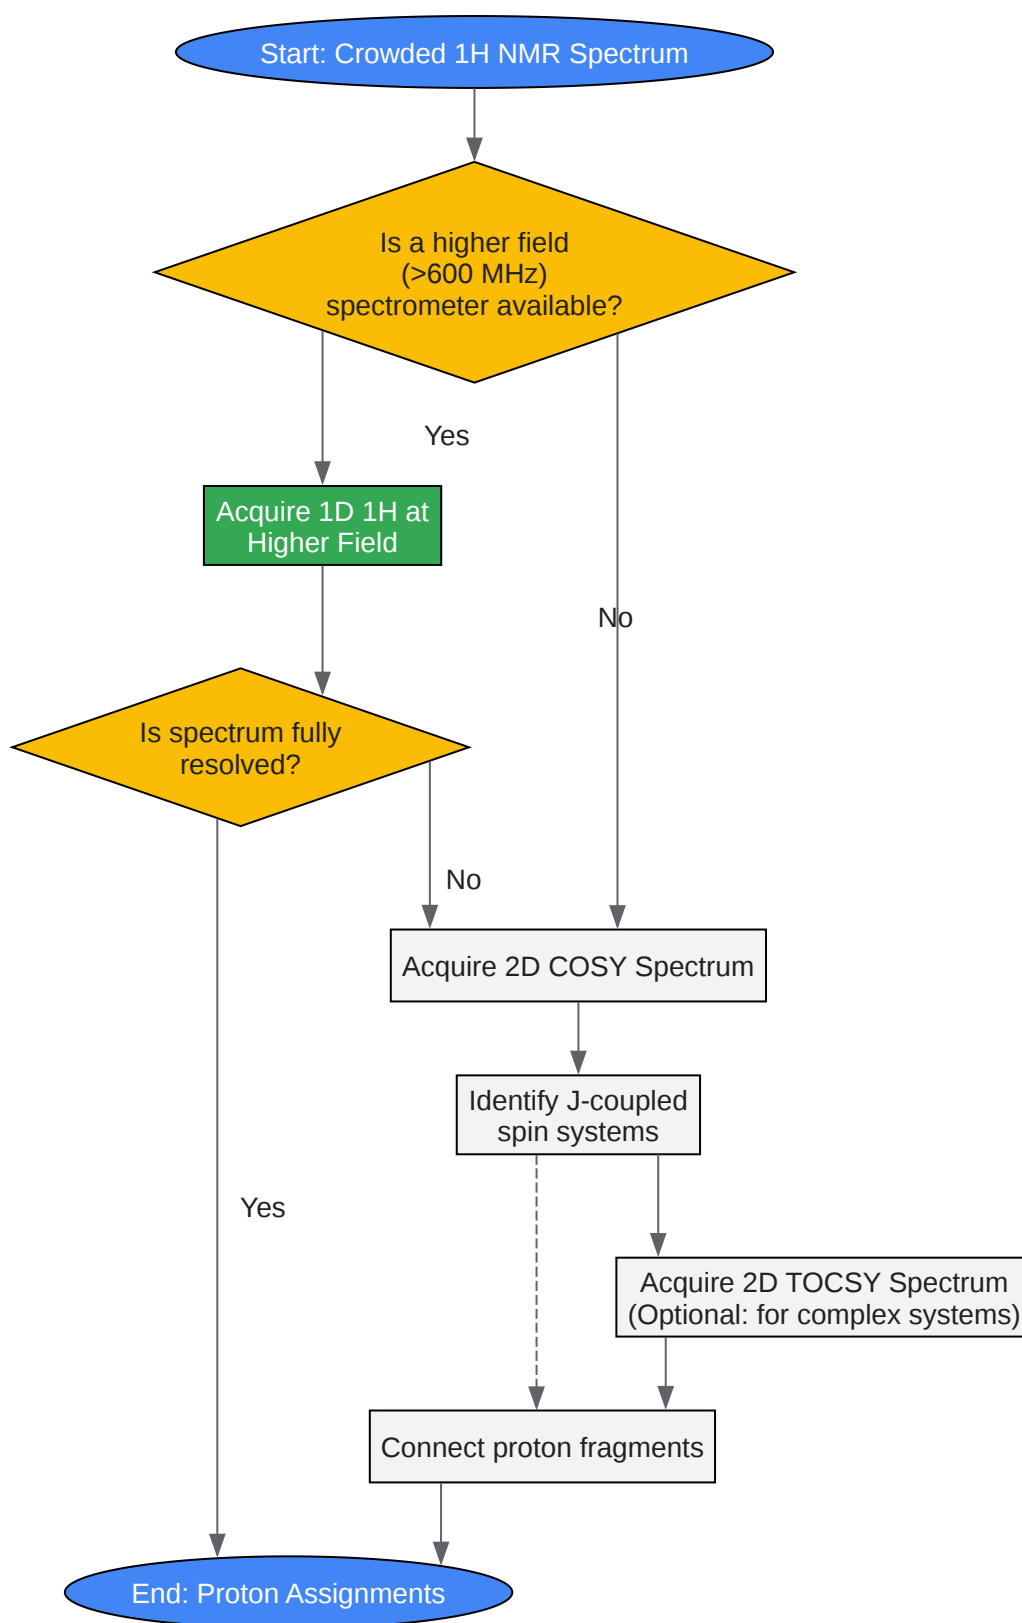 Start: Crowded 1H NMR Spectrum
Is a higher field
(>600 MHz)
spectrometer available?
Yes
Acquire 1D 1H at
Higher Field
No
Is spectrum fully
resolved?
No
Acquire 2D COSY Spectrum
Identify J-coupled
spin systems
Yes
Acquire 2D TOCSY Spectrum
(Optional: for complex systems)
Connect proton fragments
End: Proton Assignments